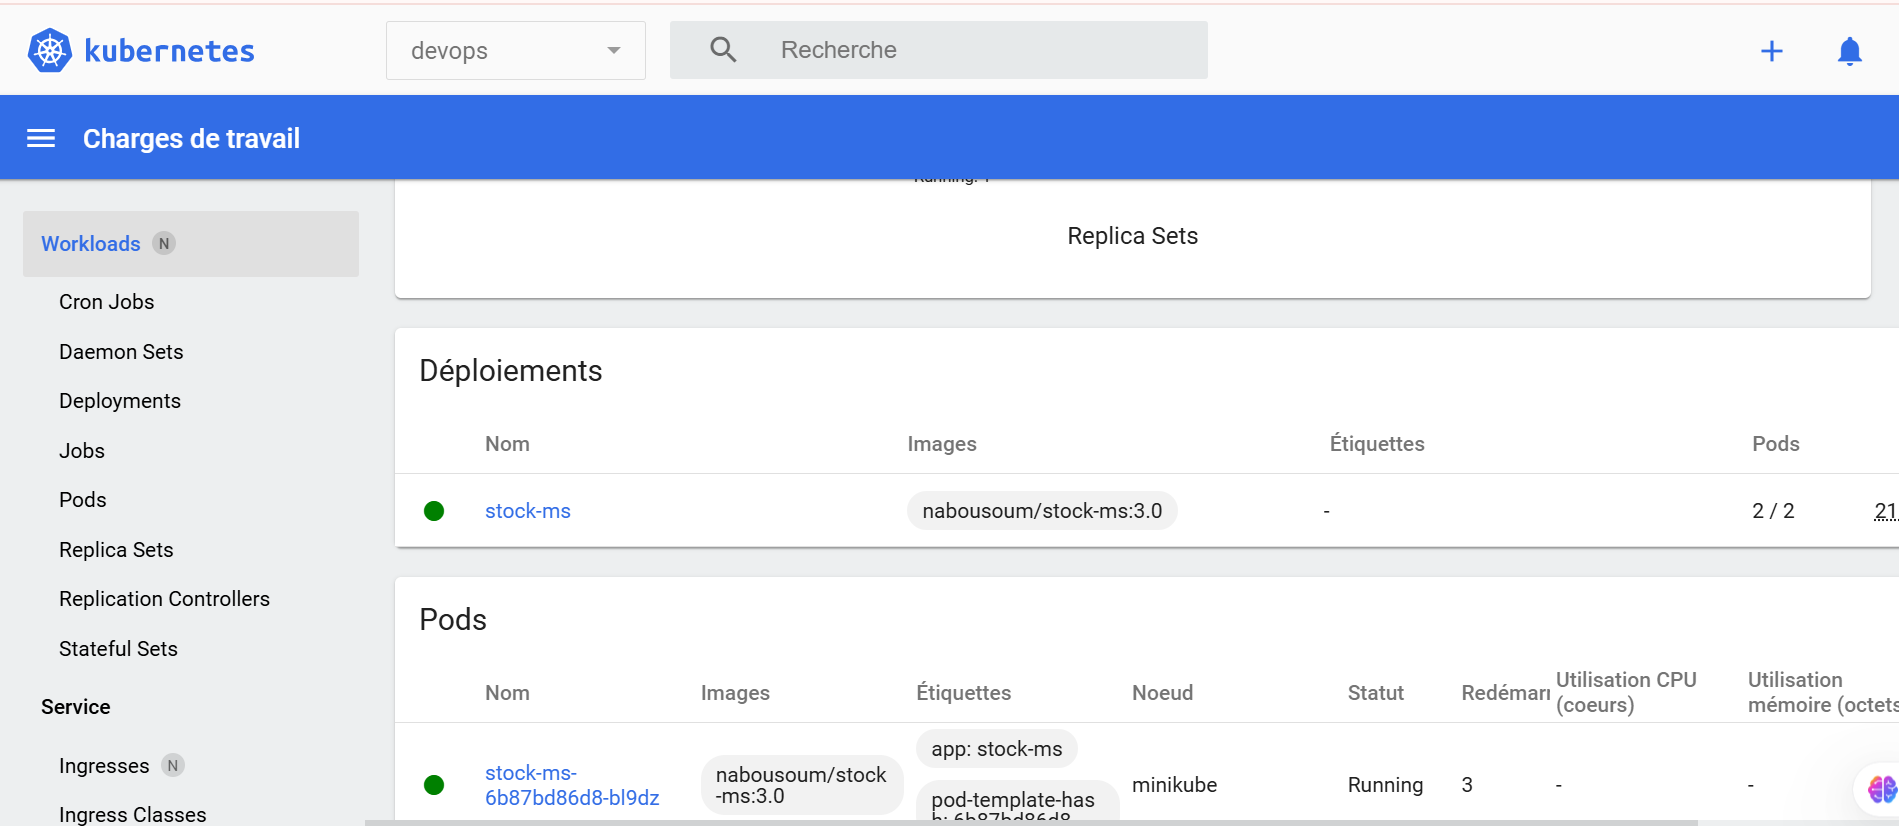 kubernetes
devops
Recherche
Charges de travail
Running: 1
Replica Sets
Workloads N
Cron Jobs
Daemon Sets
Deployments
Jobs
Pods
Replica Sets
Replication Controllers
Stateful Sets
Service
Ingresses N
Ingress Classes
Déploiements
Nom Images Étiquettes Pods
stock-ms nabousoum/stock-ms:3.0 - 2 / 2 21
Pods
Nom Images Étiquettes Noeud Statut Redémarr Utilisation CPU (coeurs) Utilisation mémoire (octets
stock-ms-
6b87bd86d8-bl9dz
nabousoum/stock
-ms:3.0
app: stock-ms
pod-template-has
h: 6b87bd86d8
minikube
Running
3
-
-